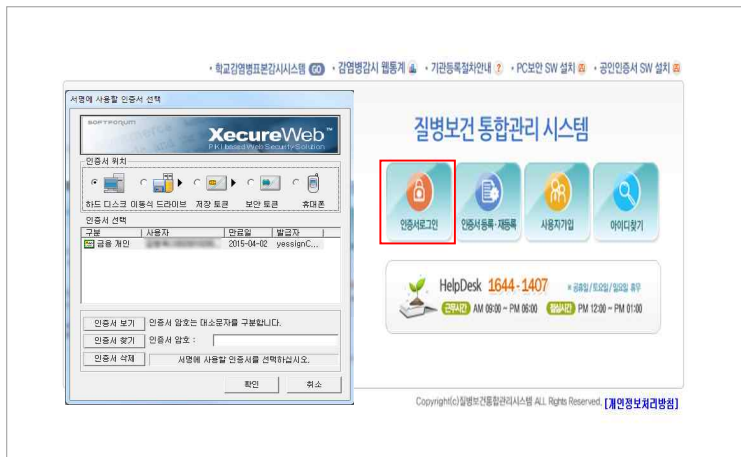 • 학교감염병표본감시시스템 GO • 감염병감시 웹통계 • 기관등록절차안내 ? • PC보안 SW 설치 • 공인인증서 SW 설치
서명에 사용할 인증서 선택
SOFTFORUM
XecureWeb™
PKI based Web Security Solution
인증서 위치
하드 디스크 이동식 드라이브 저장 토큰 보안 토큰 휴대폰
인증서 선택
구분 사용자 만료일 발급자
금융 개인 2015-04-02 yessignC...
인증서 보기 인증서 암호는 대소문자를 구분합니다.
인증서 찾기 인증서 암호 :
인증서 삭제 서명에 사용할 인증서를 선택하십시오.
확인 취소
질병보건 통합관리 시스템
인증서로그인 인증서 등록·재등록 사용자가입 아이디찾기
HelpDesk 1644-1407 ※ 공휴일/토요일/일요일 휴무
근무시간 AM 09:00 ~ PM 06:00 점심시간 PM 12:00 ~ PM 01:00
Copyright(c)질병보건통합관리시스템 ALL Rights Reserved. [개인정보처리방침]